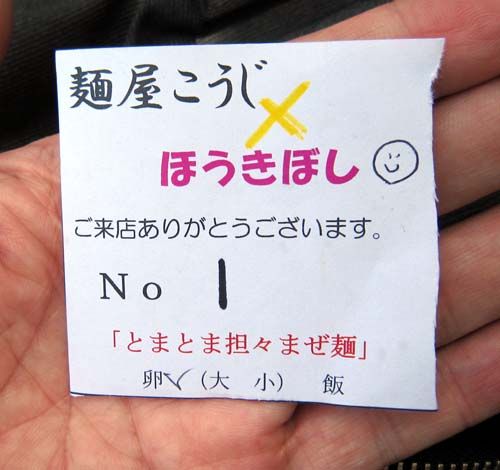 麺屋こうじ
×
ほうきぼし
ご来店ありがとうございます。
No 1
「とまとま担々まぜ麺」
卵✓(大 小) 飯